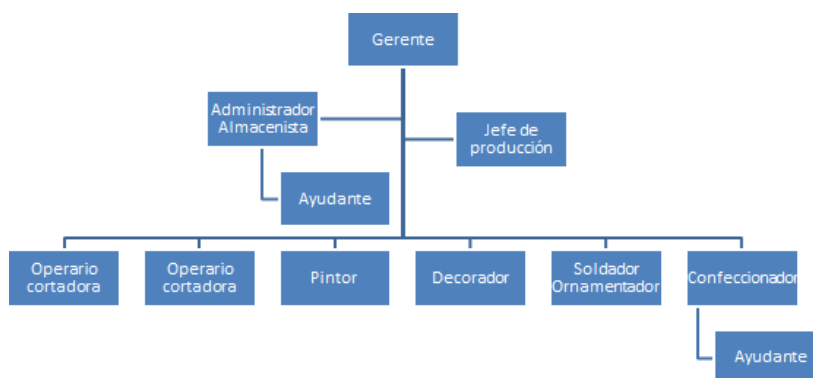 Gerente
Administrador
Almacenista
Jefe de
producción
Ayudante
Operario
cortadora
Operario
cortadora
Pintor
Decorador
Soldador
Ornamentador
Confeccionador
Ayudante